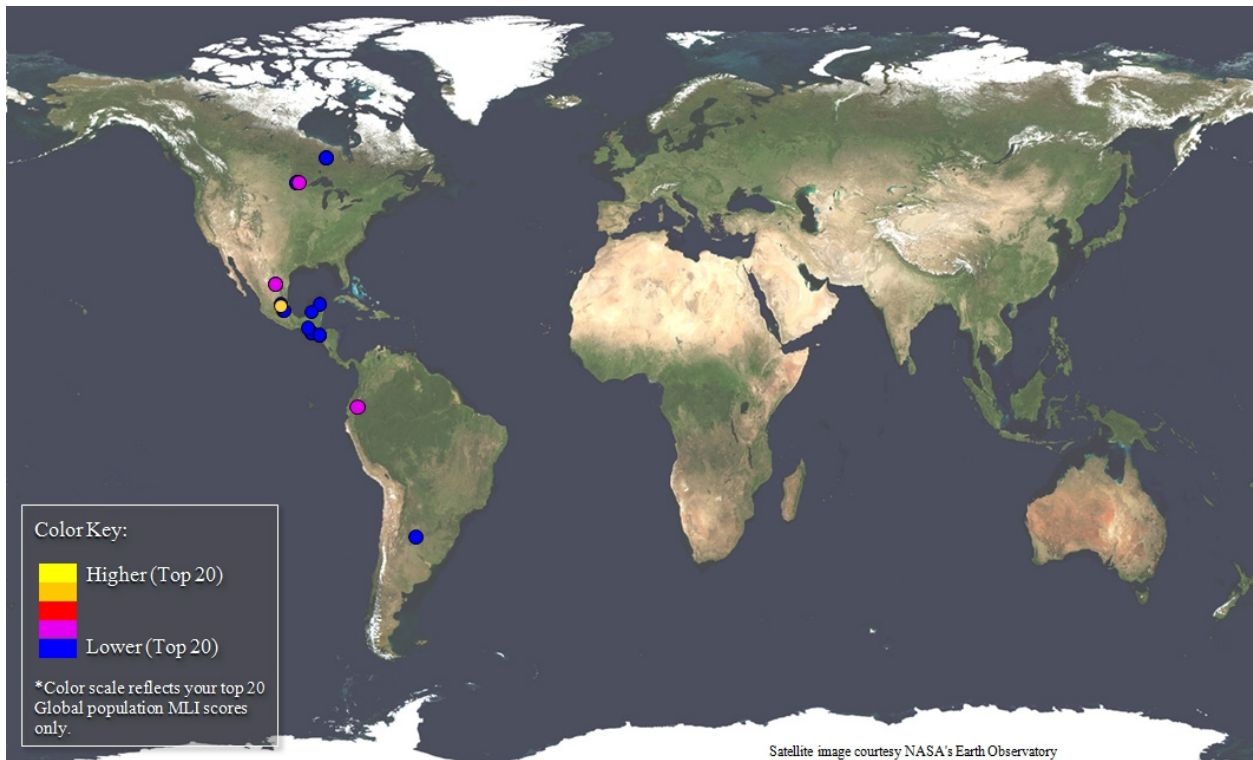 Color Key:
Higher (Top 20)
Lower (Top 20)
*Color scale reflects your top 20
Global population MLI scores
only.
Satellite image courtesy NASA's Earth Observatory